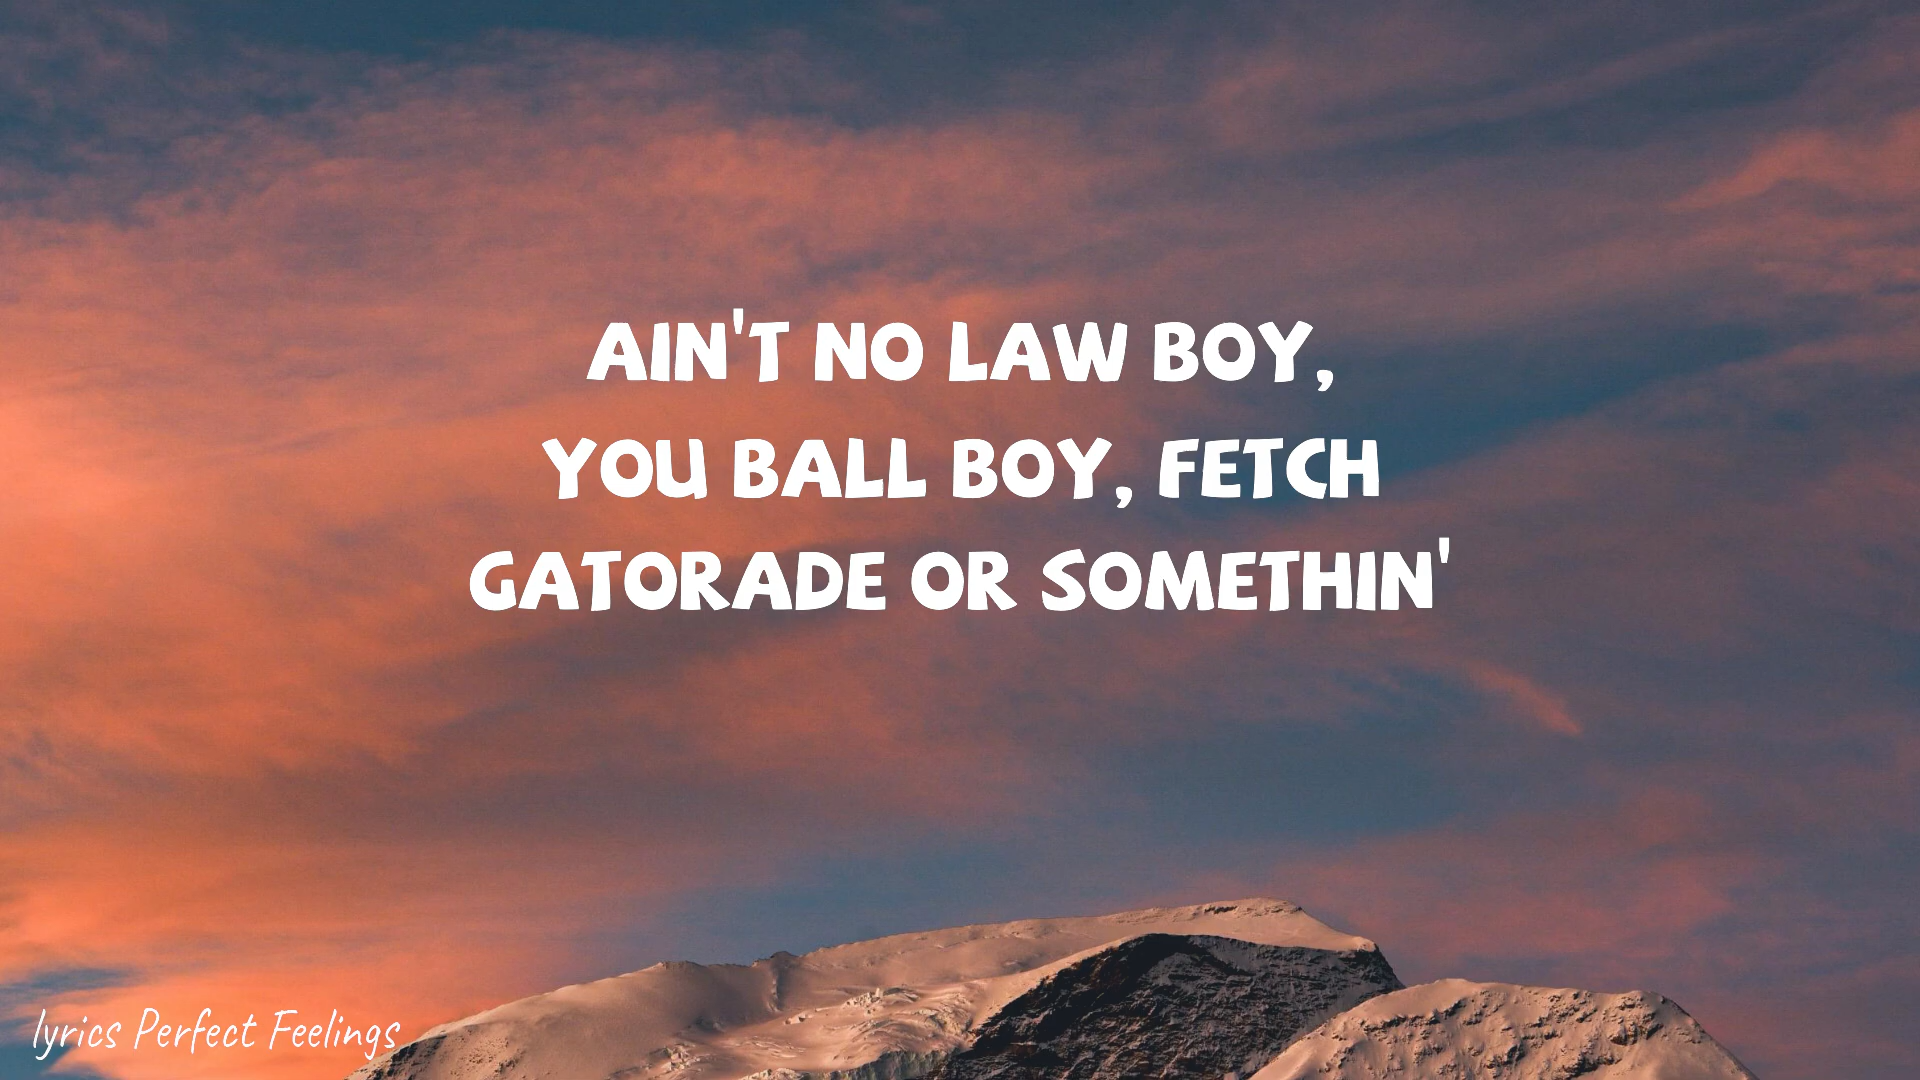 AIN'T NO LAW BOY,
YOU BALL BOY, FETCH
GATORADE OR SOMETHIN'
lyrics Perfect Feelings